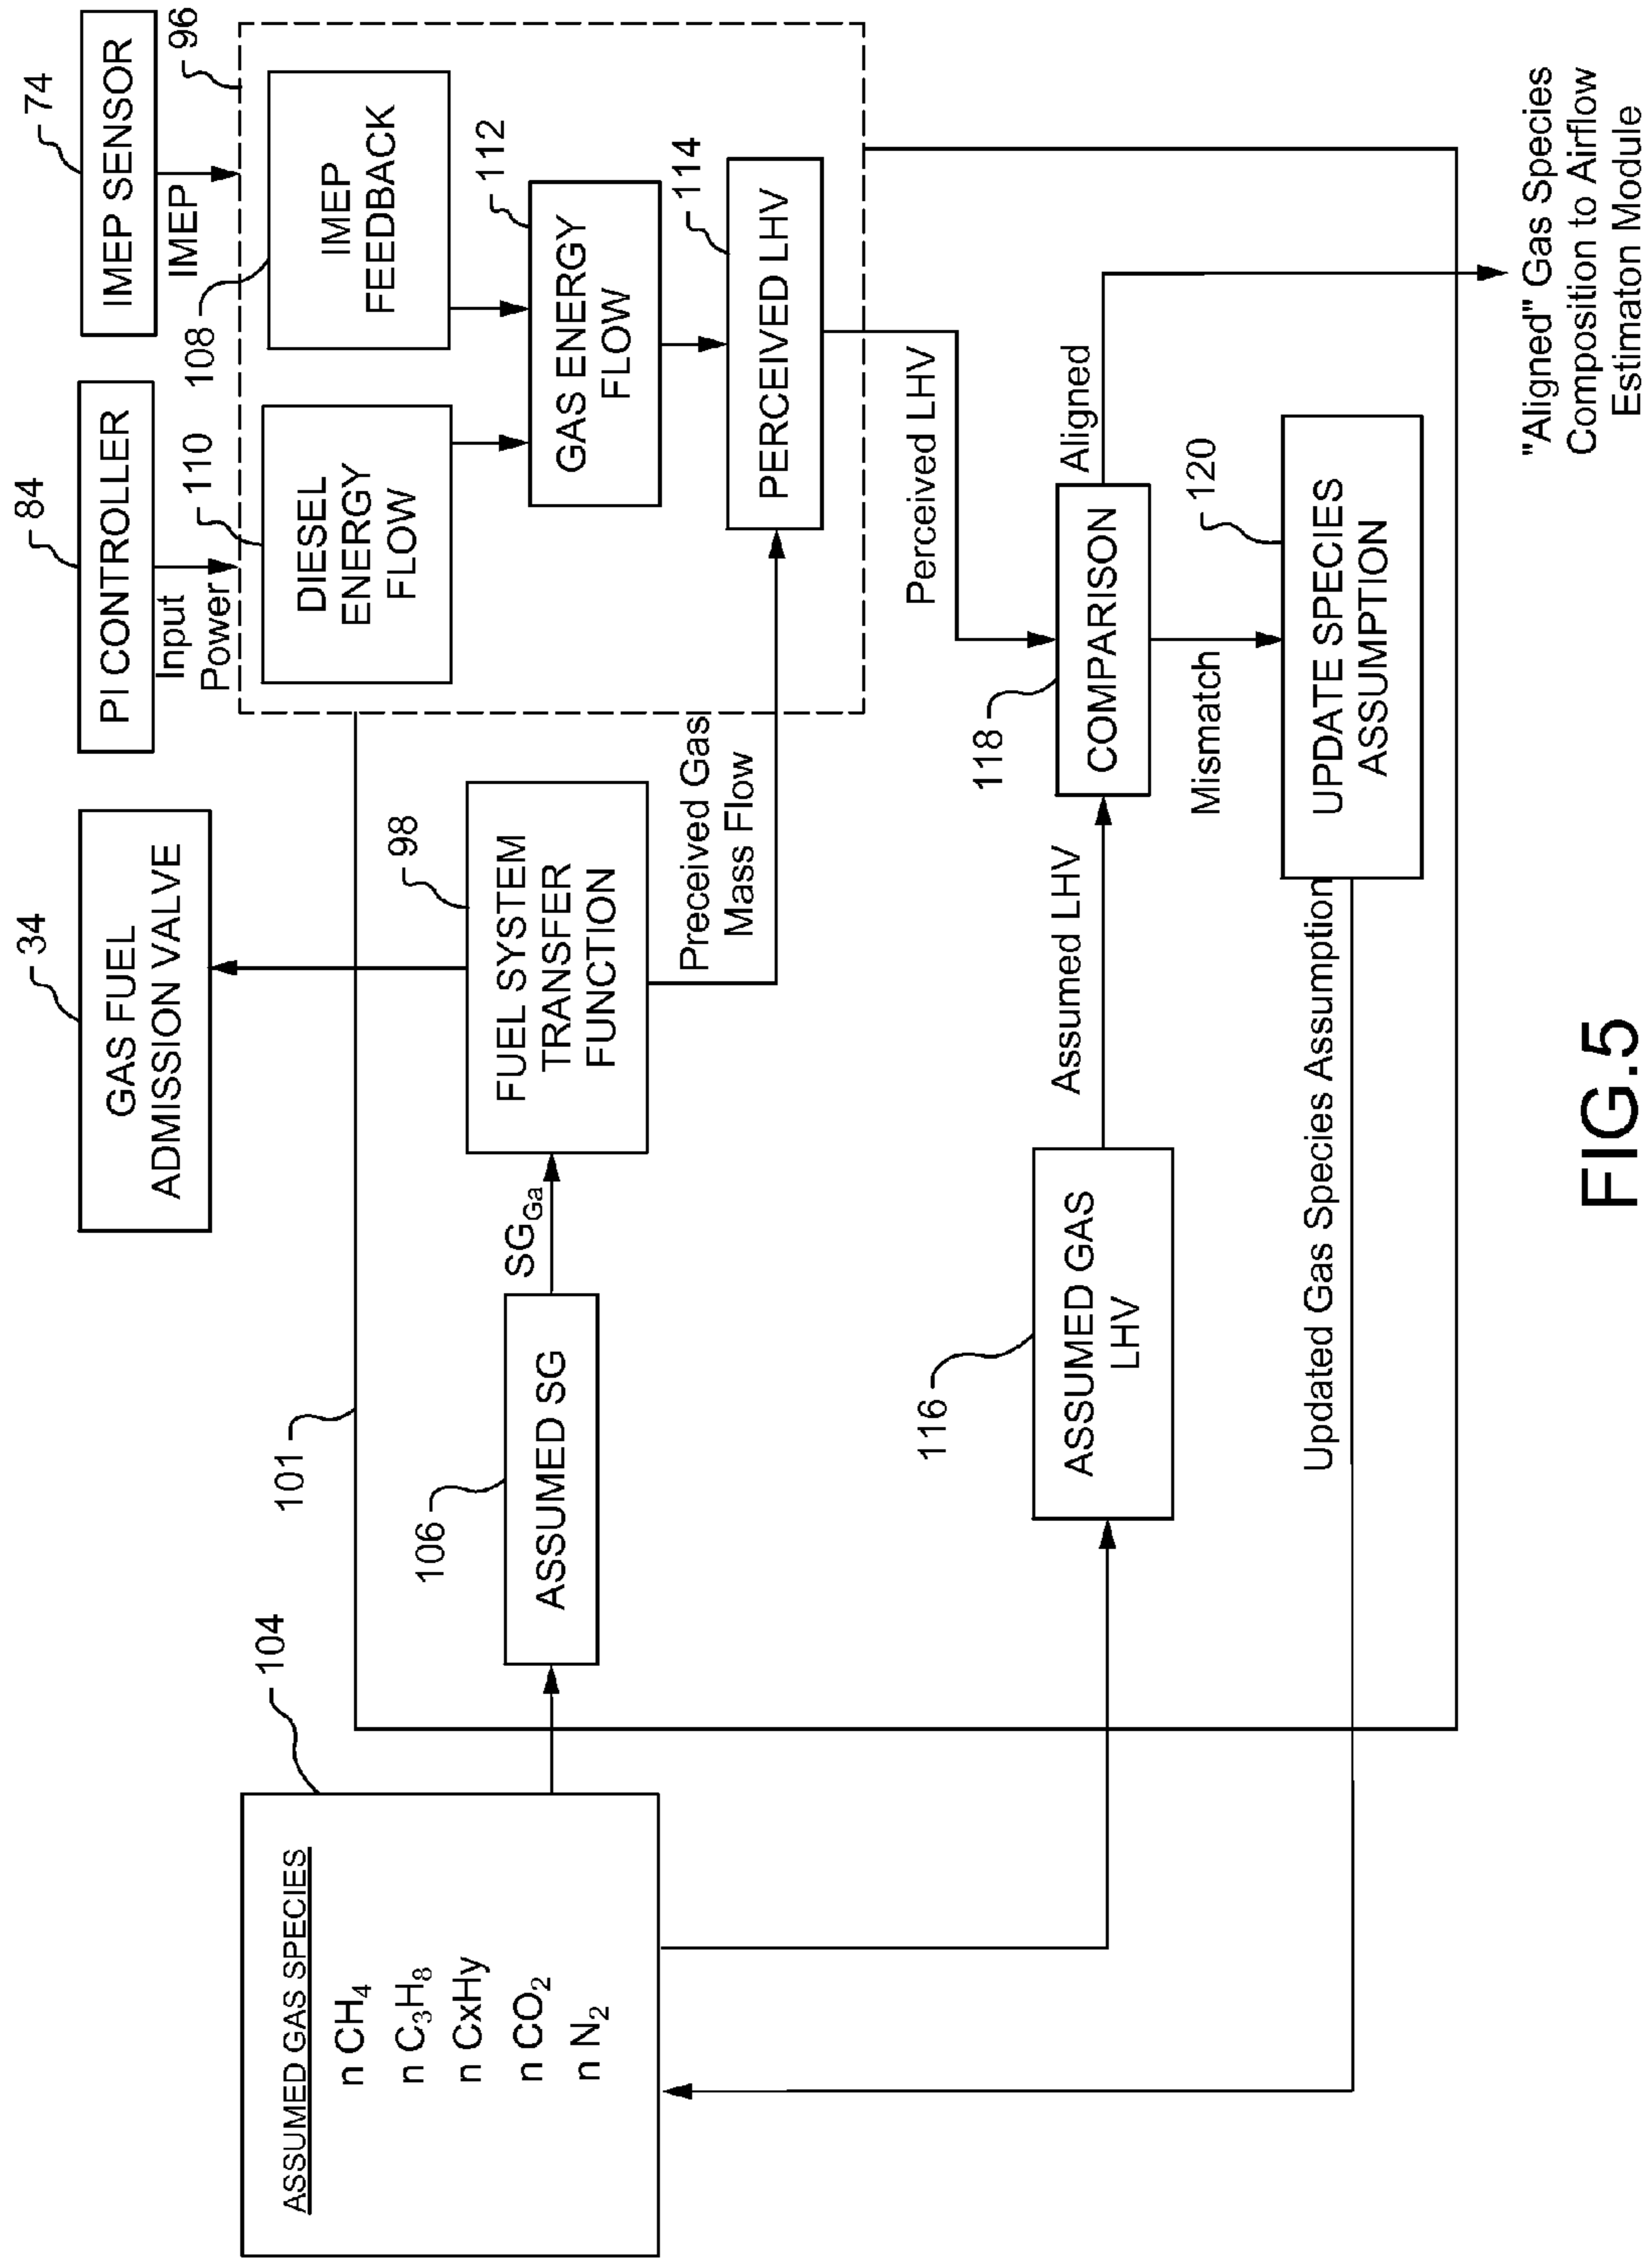 34
GAS FUEL
ADMISSION VALVE
84
PI CONTROLLER
Input
Power
74
IMEP SENSOR
IMEP
96
104
ASSUMED GAS SPECIES
n CH₄
n C₃H₈
n CxHy
n CO₂
n N₂
101
106
ASSUMED SG
SG_Ga
98
FUEL SYSTEM
TRANSFER
FUNCTION
Preceived Gas
Mass Flow
110
DIESEL
ENERGY
FLOW
108
IMEP
FEEDBACK
112
GAS ENERGY
FLOW
114
PERCEIVED LHV
Perceived LHV
116
ASSUMED GAS
LHV
Assumed LHV
118
COMPARISON
Aligned
Mismatch
120
UPDATE SPECIES
ASSUMPTION
Updated Gas Species Assumption
"Aligned" Gas Species
Composition to Airflow
Estimaton Module
FIG.5